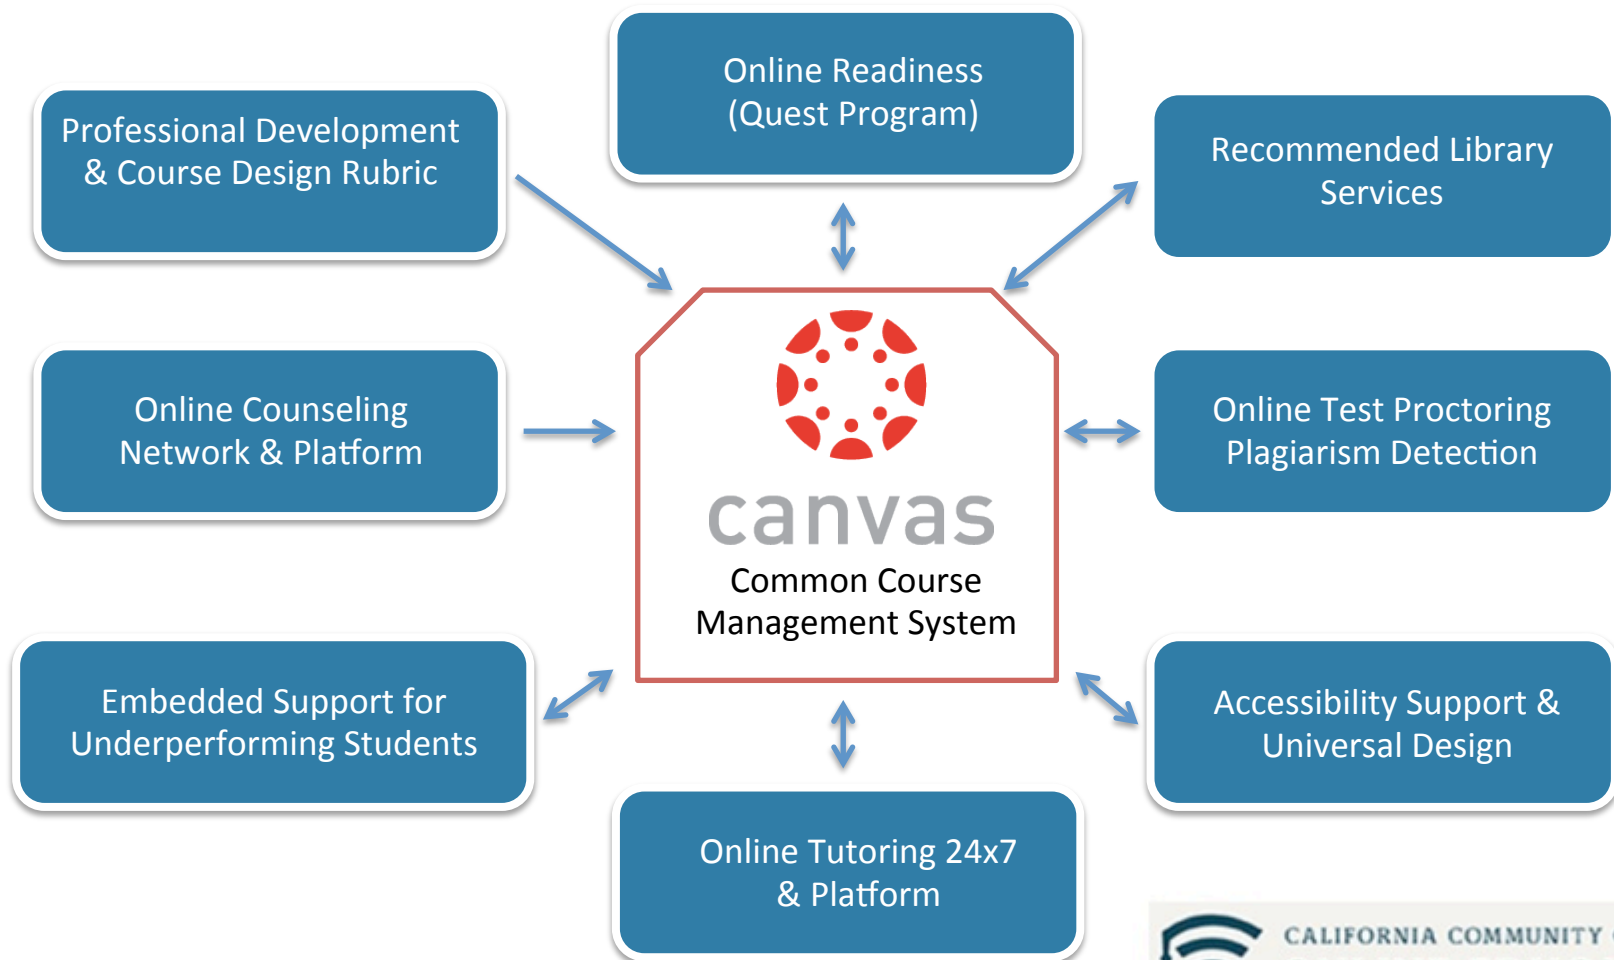 Online Readiness
(Quest Program)
Professional Development
& Course Design Rubric
Recommended Library
Services
Online Counseling
Network & Platform
canvas
Common Course
Management System
Online Test Proctoring
Plagiarism Detection
Embedded Support for
Underperforming Students
Accessibility Support &
Universal Design
Online Tutoring 24x7
& Platform
CALIFORNIA COMMUNITY